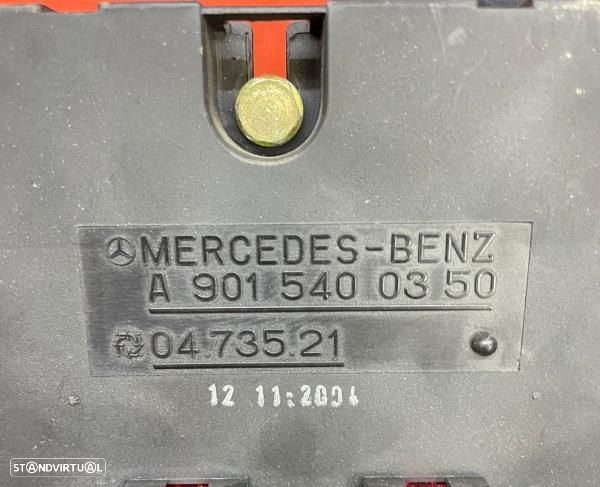 MERCEDES-BENZ
A 901 540 03 50
04.735.21
12 11:2004
STANDVIRTUAL